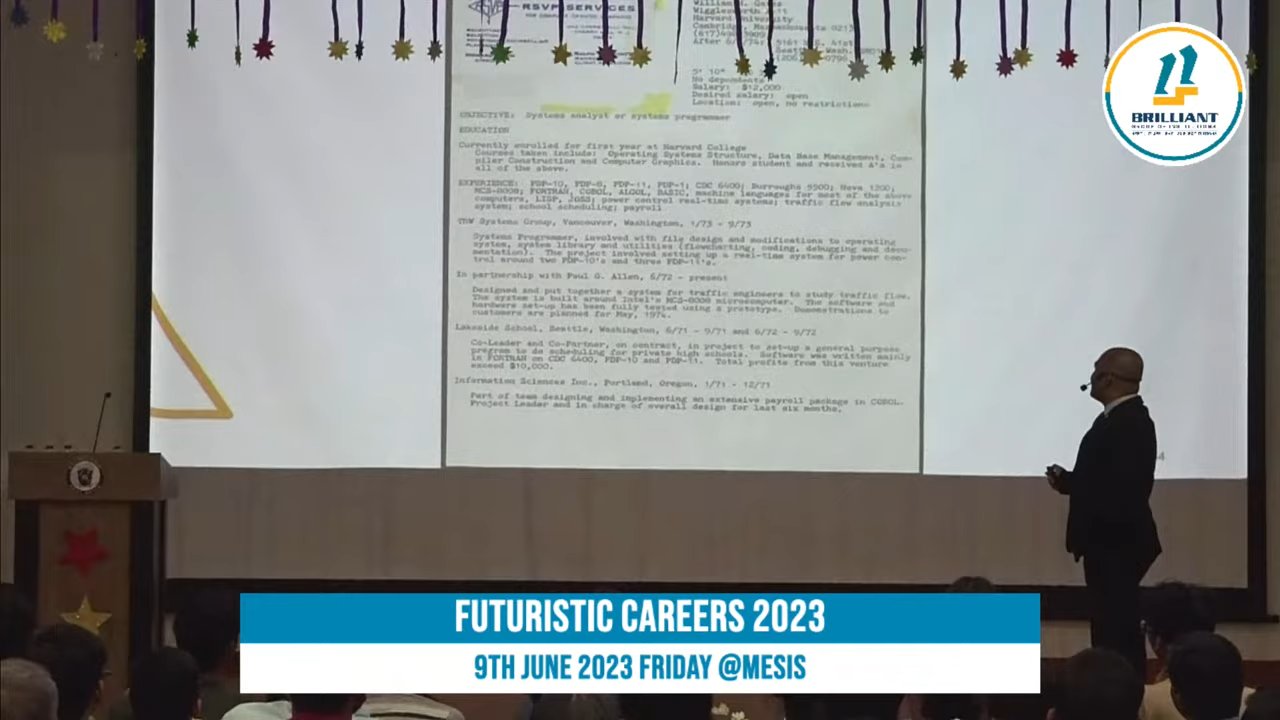 RSVP SERVICES
William H. Gates
Harvard University
Cambridge, Massachusetts
No dependents
Salary: $12,000
Desired salary: open
Location: open, no restrictions
OBJECTIVE: Systems analyst or systems programmer
EDUCATION
Currently enrolled for first year at Harvard College
Courses taken include: Operating Systems Structure, Data Base Management, Com-
piler Construction and Computer Graphics. Honors student and received A's in
all of the above.
EXPERIENCE: PDP-10, PDP-8, PDP-11, PDP-1; CDC 6400; Burroughs 5500; Nova 1200;
MCS-8008; FORTRAN, COBOL, ALGOL, BASIC, machine languages for most of the above
computers, LISP, JOSS; power control real-time systems; traffic flow analysis
system; school scheduling; payroll
TRW Systems Group, Vancouver, Washington, 1/73 - 9/73
Systems Programmer, involved with file design and modifications to operating
system, system library and utilities (flowcharting, coding, debugging and docu-
mentation). The project involved setting up a real-time system for power con-
trol around two PDP-10's and three PDP-11's.
In partnership with Paul G. Allen, 6/72 - present
Designed and put together a system for traffic engineers to study traffic flow.
The system is built around Intel's MCS-8008 microcomputer. The software and
hardware set-up has been fully tested using a prototype. Demonstrations to
customers are planned for May, 1974.
Lakeside School, Seattle, Washington, 6/71 - 9/71 and 6/72 - 9/72
Co-Leader and Co-Partner, on contract, in project to set-up a general purpose
program to do scheduling for private high schools. Software was written mainly
in FORTRAN on CDC 6400, PDP-10 and PDP-11. Total profits from this venture
exceed $10,000.
Information Sciences Inc., Portland, Oregon, 1/71 - 12/71
Part of team designing and implementing an extensive payroll package in COBOL.
Project Leader and in charge of overall design for last six months.
BRILLIANT
GROUP OF INSTITUTIONS
FUTURISTIC CAREERS 2023
9TH JUNE 2023 FRIDAY @MESIS